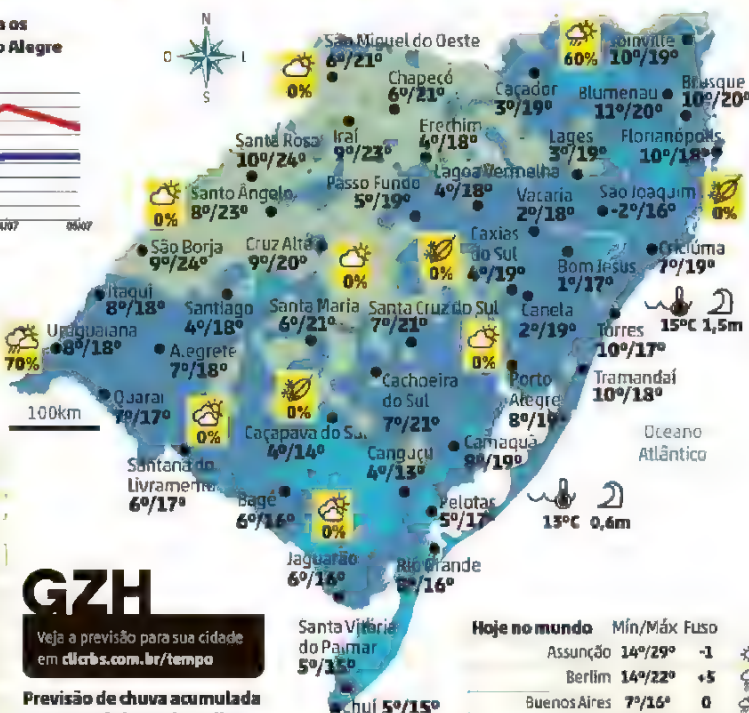 a os
o Alegre
N
O
L
S
05/07
São Miguel do Oeste
6º/21º
0%
Chapecó
6º/21º
Caçador
3º/19º
60%
Joinville
10º/19º
Blumenau
11º/20º
Brusque
10º/20º
Santa Rosa
10º/24º
Iraí
9º/23º
Erechim
4º/18º
Lages
3º/19º
Florianópolis
10º/18º
0%
Santo Ângelo
8º/23º
Passo Fundo
5º/19º
Lagoa Vermelha
4º/18º
Vacaria
2º/18º
São Joaquim
-2º/16º
0%
São Borja
9º/24º
Cruz Alta
9º/20º
0%
0%
Caxias
do Sul
4º/19º
Bom Jesus
1º/17º
Criciúma
7º/19º
Itaqui
8º/18º
Santiago
4º/18º
Santa Maria
6º/21º
Santa Cruz do Sul
7º/21º
Canela
2º/19º
15ºC 1,5m
Torres
10º/17º
70%
Uruguaiana
8º/18º
Alegrete
7º/18º
0%
Cachoeira
do Sul
7º/21º
Porto
Alegre
Tramandaí
10º/18º
100km
Quaraí
7º/17º
0%
0%
Caçapava do Sul
4º/14º
Camaquã
8º/19º
Oceano
Atlântico
Santana do
Livramento
6º/17º
Canguçu
4º/13º
Bagé
6º/16º
0%
Pelotas
5º/17º
13ºC 0,6m
Jaguarão
6º/16º
Rio Grande
8º/16º
Santa Vitória
do Palmar
5º/15º
Chuí 5º/15º
GZH
Veja a previsão para sua cidade
em clicrbs.com.br/tempo
Previsão de chuva acumulada
Hoje no mundo Mín/Máx Fuso
Assunção 14º/29º -1
Berlim 14º/22º +5
Buenos Aires 7º/16º 0